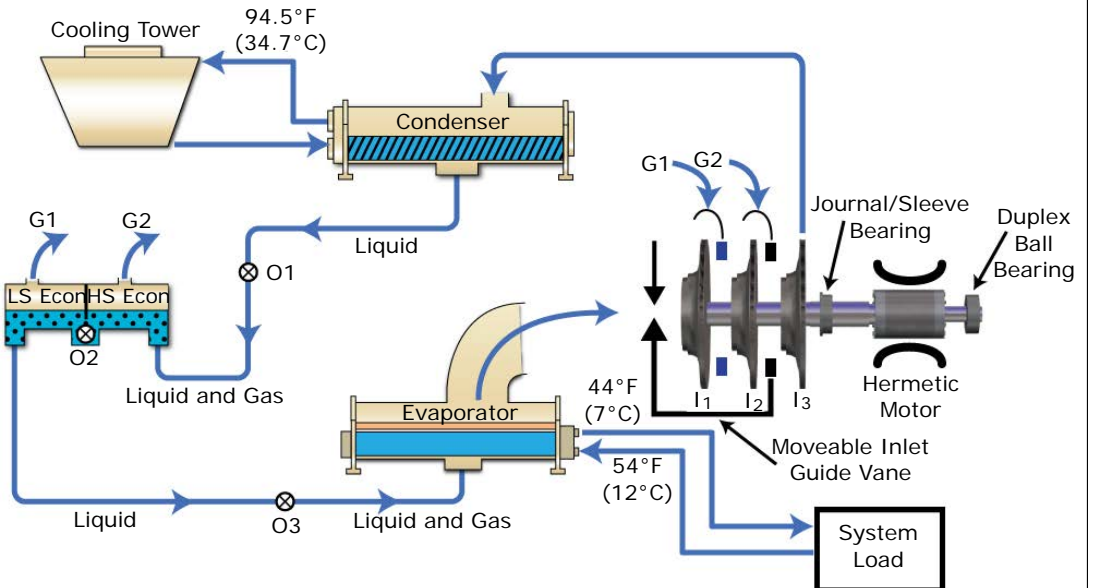 Cooling Tower
94.5°F
(34.7°C)
Condenser
G1
G2
Liquid
O1
LS Econ
HS Econ
O2
Liquid and Gas
Evaporator
44°F
(7°C)
54°F
(12°C)
Liquid
O3
Liquid and Gas
G1
G2
Journal/Sleeve
Bearing
Duplex
Ball
Bearing
I1
I2
I3
Hermetic
Motor
Moveable Inlet
Guide Vane
System
Load